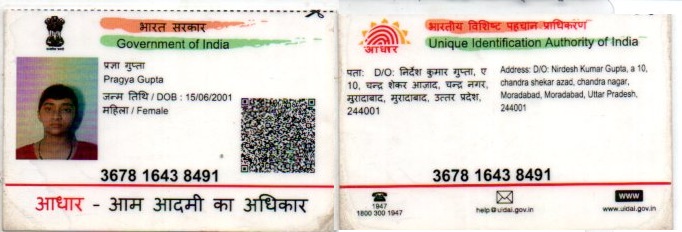 भारत सरकार
Government of India
प्रज्ञा गुप्ता
Pragya Gupta
जन्म तिथि / DOB : 15/06/2001
महिला / Female
3678 1643 8491
आधार - आम आदमी का अधिकार
भारतीय विशिष्ट पहचान प्राधिकरण
Unique Identification Authority of India
आधार
पता: D/O: निर्देश कुमार गुप्ता, ए
10, चन्द्र शेकर आज़ाद, चन्द्र नगर,
मुरादाबाद, मुरादाबाद, उत्तर प्रदेश,
244001
Address: D/O: Nirdesh Kumar Gupta, a 10,
chandra shekar azad, chandra nagar,
Moradabad, Moradabad, Uttar Pradesh,
244001
3678 1643 8491
1947
1800 300 1947
help@uidai.gov.in
WWW
www.uidai.gov.in